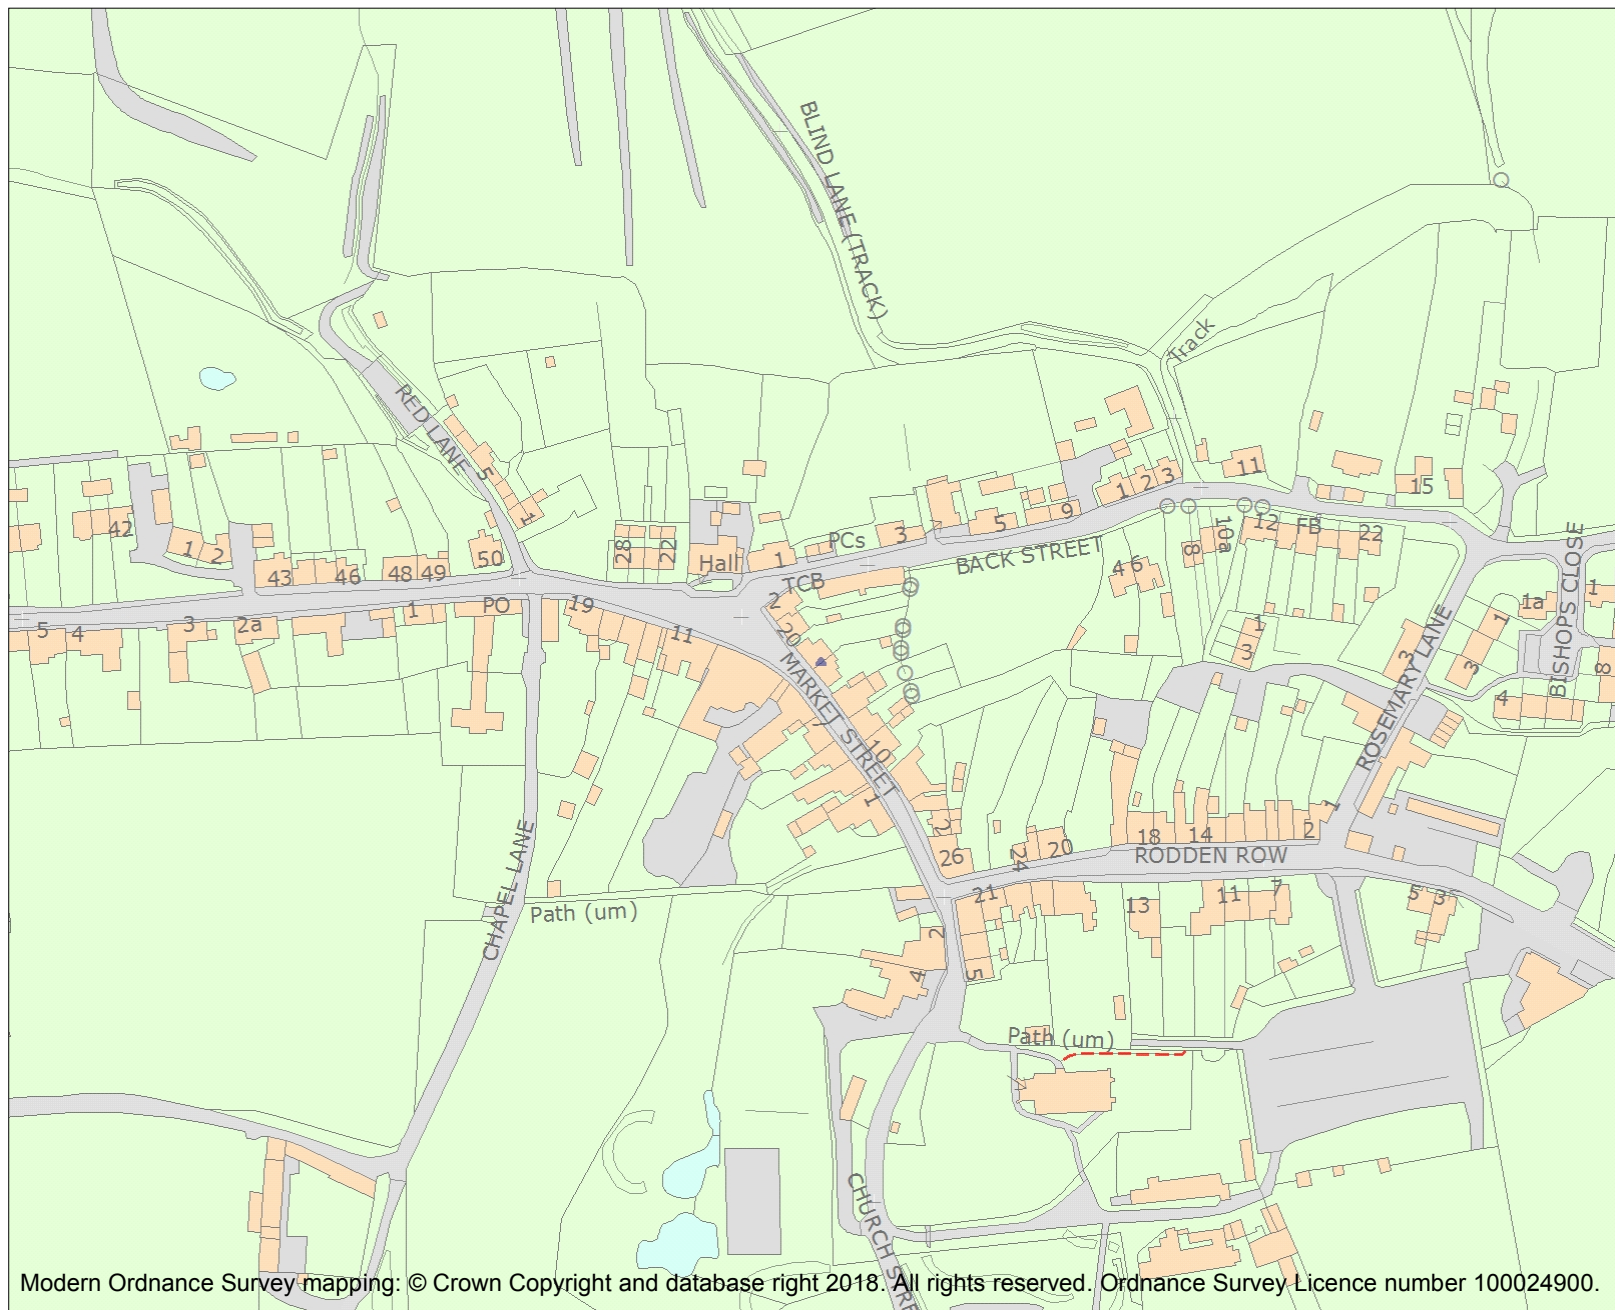 BLIND LANE (TRACK)
Track
RED LANE
5
1
42
1
2
43
46
48
49
50
28
22
Hall
1
PCs
3
5
9
1
2
3
11
15
BACK STREET
TCB
2
20
8
10a
12
FB
22
4
6
1
3
5
4
3
2a
1
PO
19
11
MARKET STREET
10
1
2
26
ROSEMARY LANE
3
1
3
1a
1
BISHOPS CLOSE
8
4
1
24
20
18
14
2
RODDEN ROW
21
13
11
7
5
3
2
4
5
CHAPEL LANE
Path (um)
Path (um)
CHURCH STRE
Modern Ordnance Survey mapping: © Crown Copyright and database right 2018. All rights reserved. Ordnance Survey Licence number 100024900.